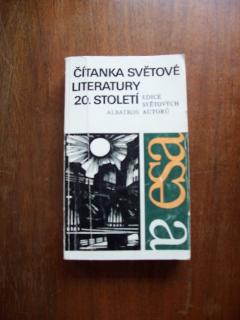 ČÍTANKA SVĚTOVÉ
LITERATURY
20. STOLETÍ
EDICE
SVĚTOVÝCH
ALBATROS AUTORŮ
esa
a